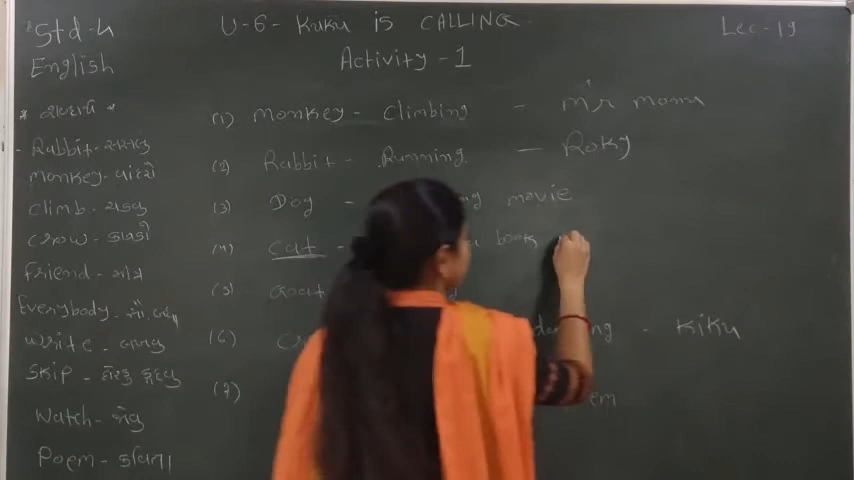 Std-4
English
U-6- Kuku is CALLING
Activity - 1
Lec-19
* શબ્દાર્થ *
- Rabbit - સસલું
Monkey - વાંદરો
climb - ચડવું
crow - કાગડો
Friend - મિત્ર
Everybody - સૌ, બધા
write - લખવું
Skip - દોરડું કૂદવું
Watch - જોવું
Poem - કવિતા
(1) Monkey - Climbing - Mr monu
(2) Rabbit - Running - Roky
(3) Dog - movie
(4) cat - book
(5) Goat
(6) - Kiku
(7)